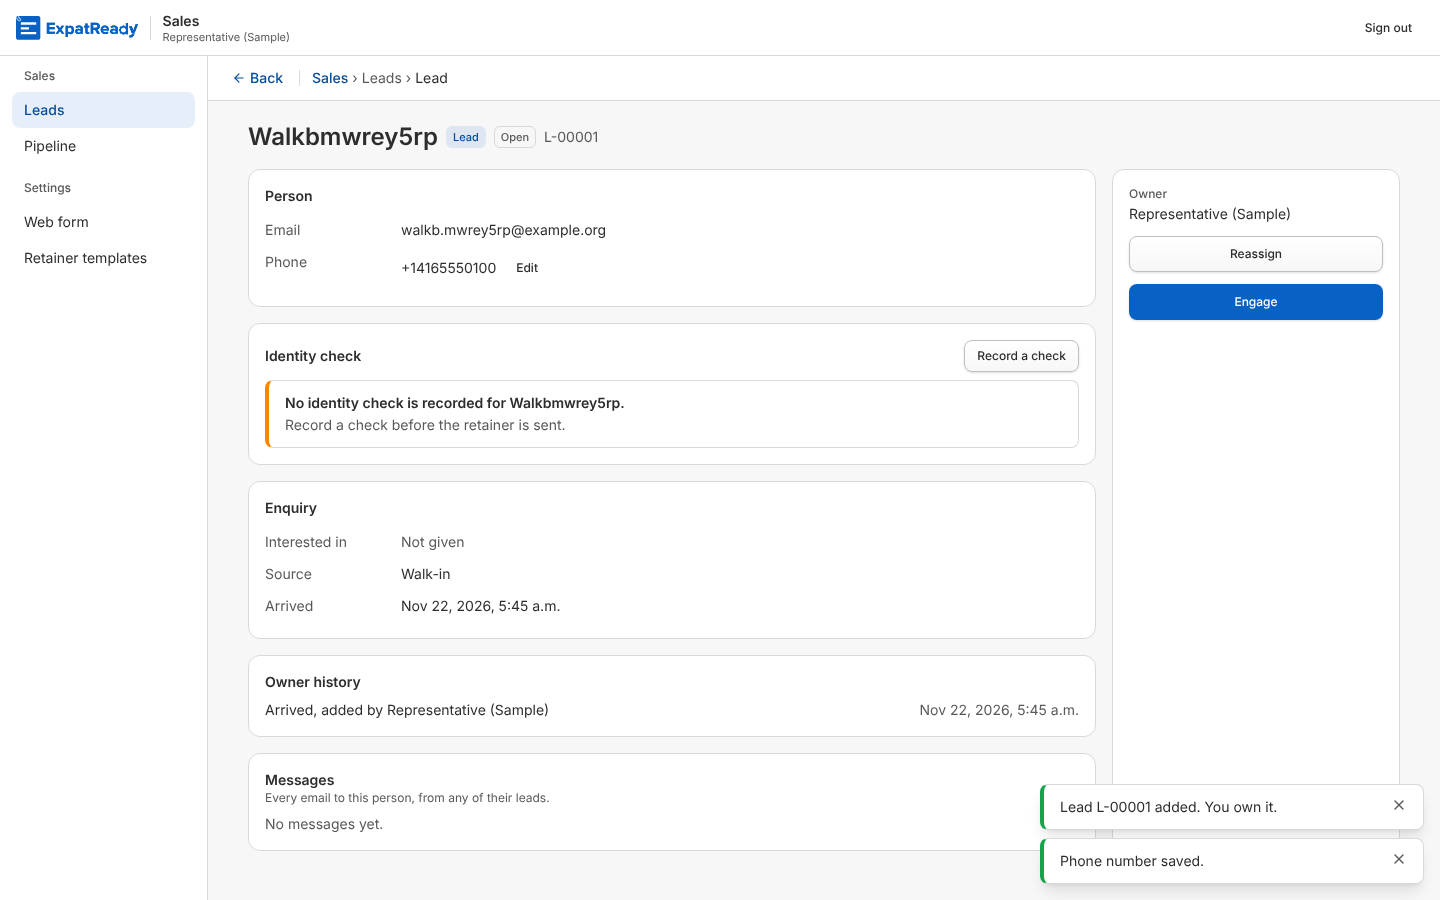 ExpatReady
Sales
Representative (Sample)
Sign out
Sales
Leads
Pipeline
Settings
Web form
Retainer templates
← Back
Sales › Leads › Lead
Walkbmwrey5rp Lead Open L-00001
Person
Email walkb.mwrey5rp@example.org
Phone +14165550100 Edit
Identity check Record a check
No identity check is recorded for Walkbmwrey5rp.
Record a check before the retainer is sent.
Enquiry
Interested in Not given
Source Walk-in
Arrived Nov 22, 2026, 5:45 a.m.
Owner history
Arrived, added by Representative (Sample) Nov 22, 2026, 5:45 a.m.
Messages
Every email to this person, from any of their leads.
No messages yet.
Owner
Representative (Sample)
Reassign
Engage
Lead L-00001 added. You own it.
Phone number saved.